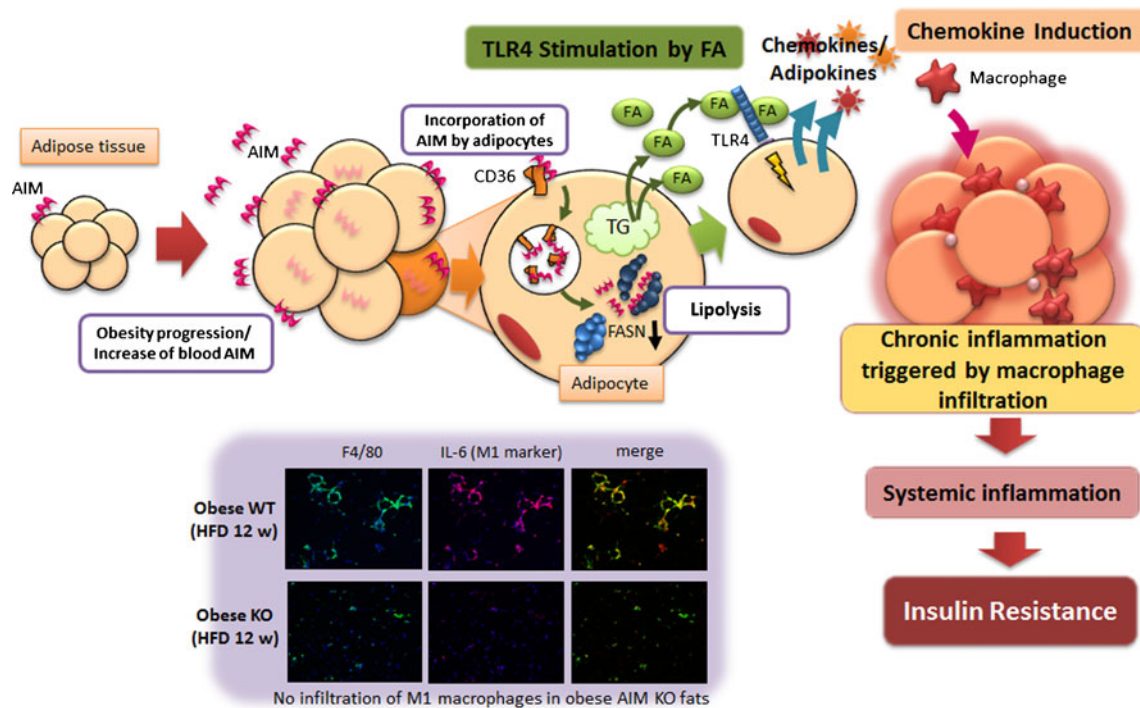 TLR4 Stimulation by FA
Chemokines/
Adipokines
Chemokine Induction
Macrophage
Adipose tissue
AIM
AIM
Incorporation of
AIM by adipocytes
CD36
FA
FA
FA
FA
FA
TLR4
TG
Lipolysis
FASN
Adipocyte
Obesity progression/
Increase of blood AIM
Chronic inflammation
triggered by macrophage
infiltration
Systemic inflammation
Insulin Resistance
F4/80
IL-6 (M1 marker)
merge
Obese WT
(HFD 12 w)
Obese KO
(HFD 12 w)
No infiltration of M1 macrophages in obese AIM KO fats